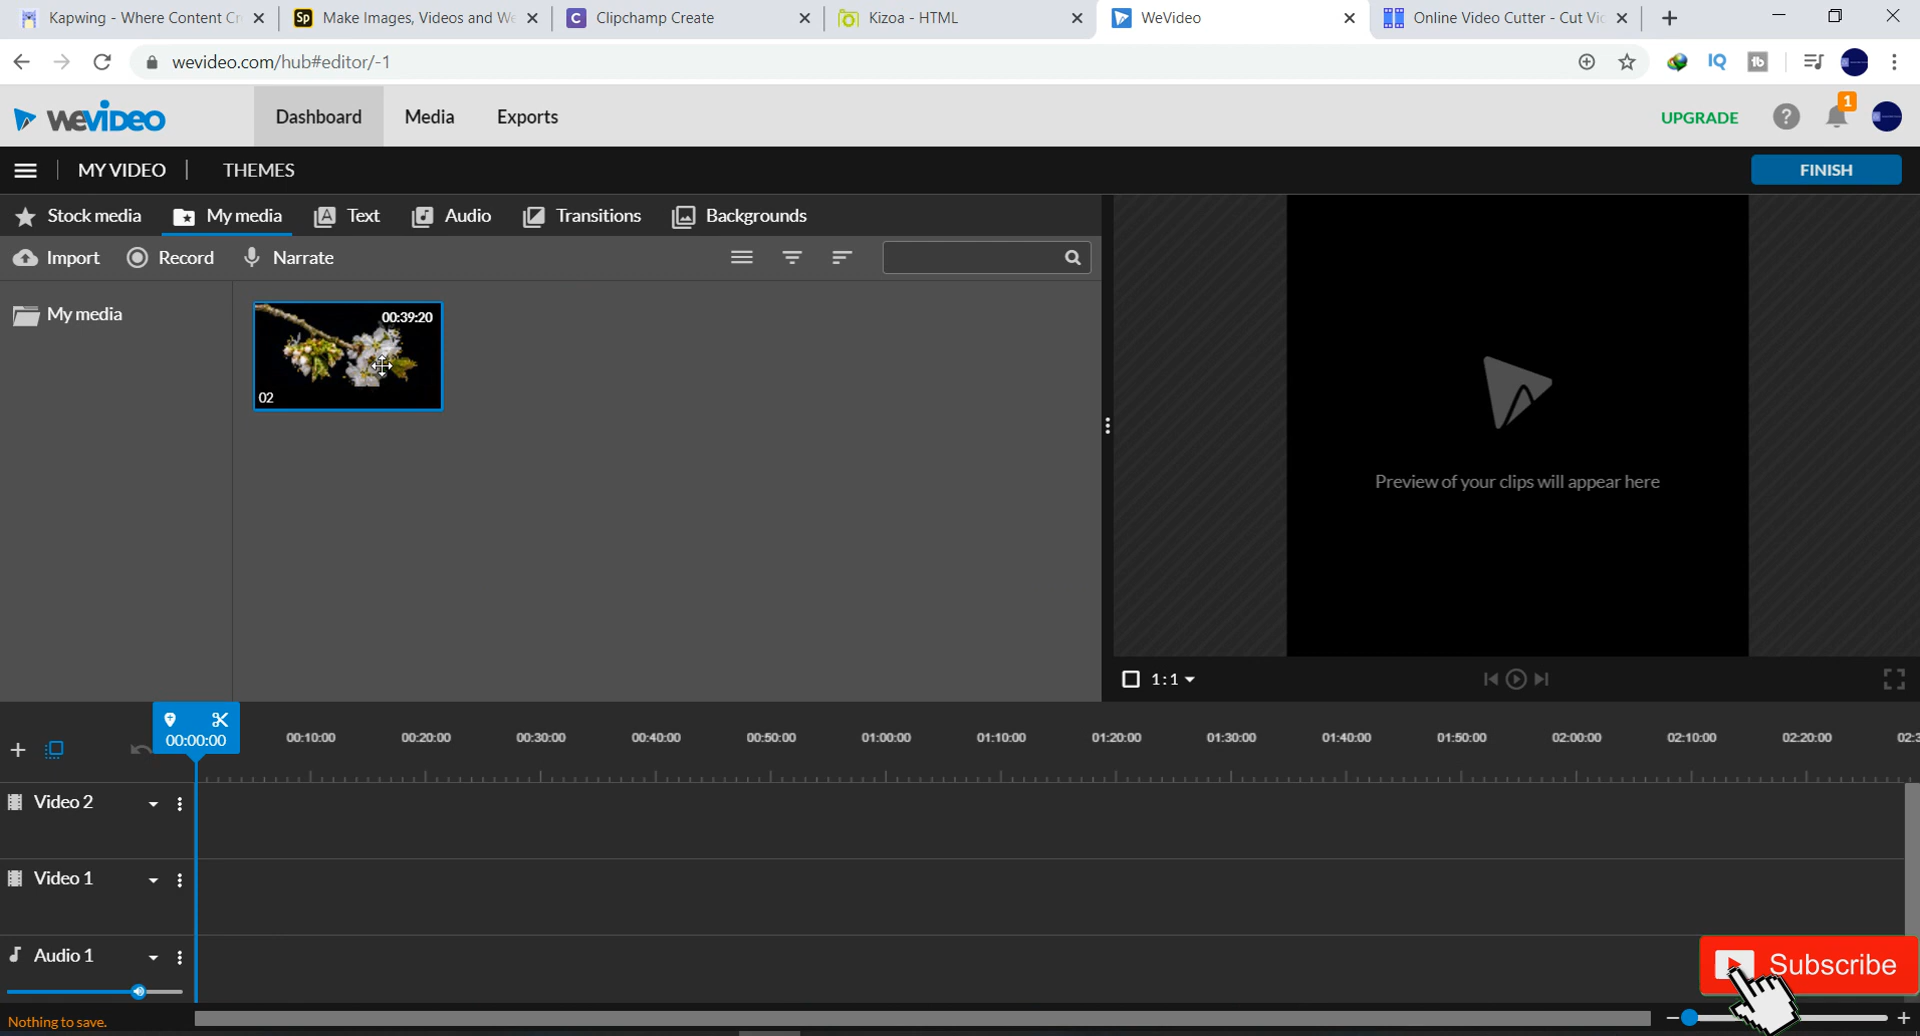 Kapwing - Where Content Cr
Make Images, Videos and We
Clipchamp Create
Kizoa - HTML
WeVideo
Online Video Cutter - Cut Vic
wevideo.com/hub#editor/-1
IQ
tb
WEVIDEO
Dashboard
Media
Exports
UPGRADE
?
1
MY VIDEO
THEMES
FINISH
Stock media
My media
Text
Audio
Transitions
Backgrounds
Import
Record
Narrate
My media
00:39:20
02
Preview of your clips will appear here
1:1
00:00:00
00:10:00
00:20:00
00:30:00
00:40:00
00:50:00
01:00:00
01:10:00
01:20:00
01:30:00
01:40:00
01:50:00
02:00:00
02:10:00
02:20:00
02:3
Video 2
Video 1
Audio 1
Subscribe
Nothing to save.